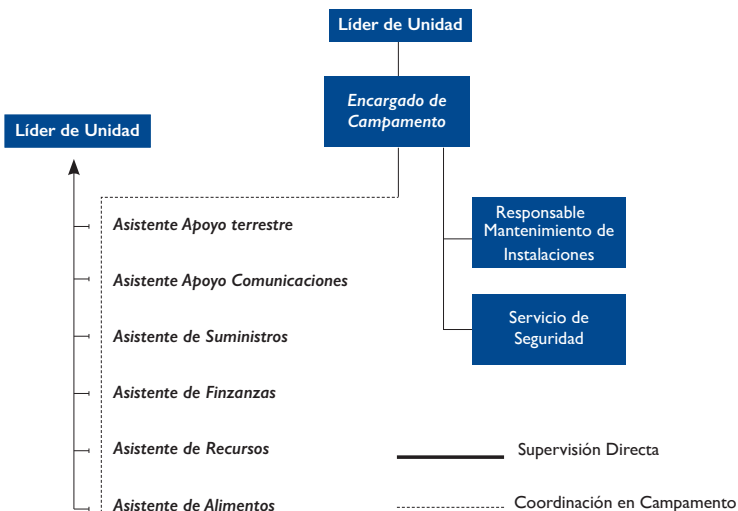 Líder de Unidad
Encargado de
Campamento
Líder de Unidad
Asistente Apoyo terrestre
Asistente Apoyo Comunicaciones
Asistente de Suministros
Asistente de Finzanzas
Asistente de Recursos
Asistente de Alimentos
Responsable
Mantenimiento de
Instalaciones
Servicio de
Seguridad
Supervisión Directa
Coordinación en Campamento